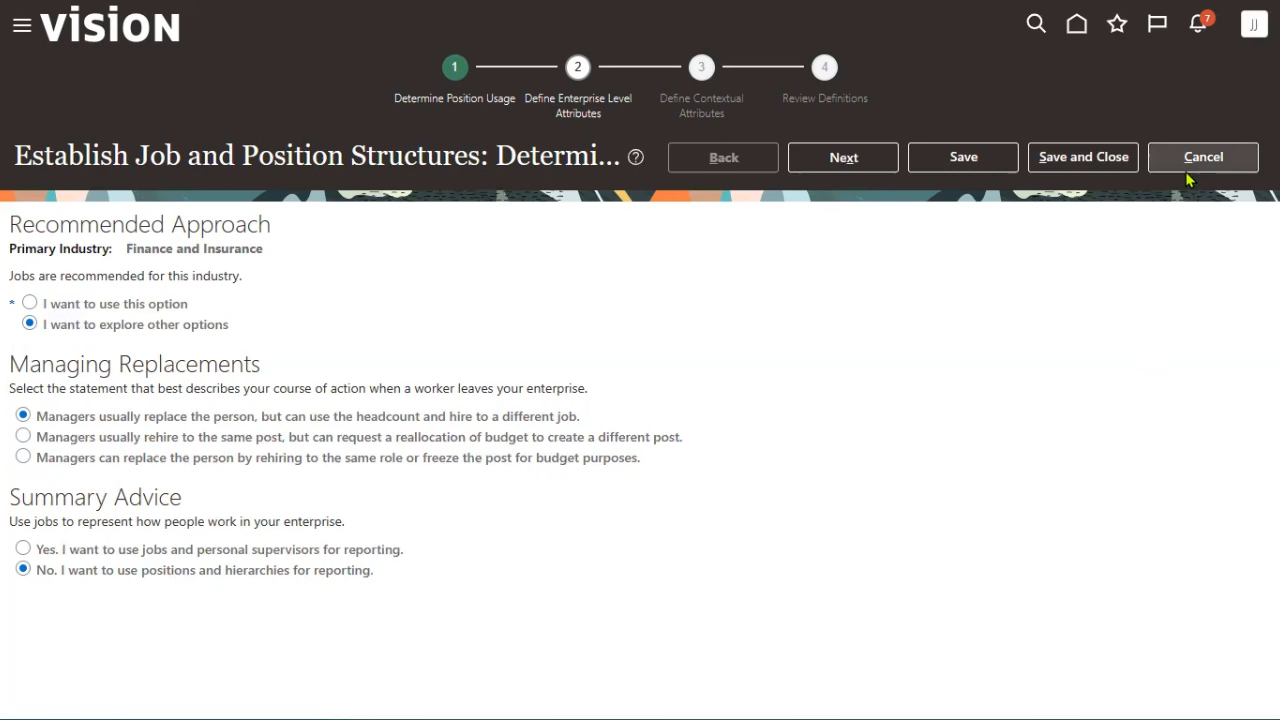 VISION
7
JJ
1
2
3
4
Determine Position Usage
Define Enterprise Level
Attributes
Define Contextual
Attributes
Review Definitions
Establish Job and Position Structures: Determi...
?
Back
Next
Save
Save and Close
Cancel
Recommended Approach
Primary Industry: Finance and Insurance
Jobs are recommended for this industry.
* I want to use this option
I want to explore other options
Managing Replacements
Select the statement that best describes your course of action when a worker leaves your enterprise.
Managers usually replace the person, but can use the headcount and hire to a different job.
Managers usually rehire to the same post, but can request a reallocation of budget to create a different post.
Managers can replace the person by rehiring to the same role or freeze the post for budget purposes.
Summary Advice
Use jobs to represent how people work in your enterprise.
Yes. I want to use jobs and personal supervisors for reporting.
No. I want to use positions and hierarchies for reporting.